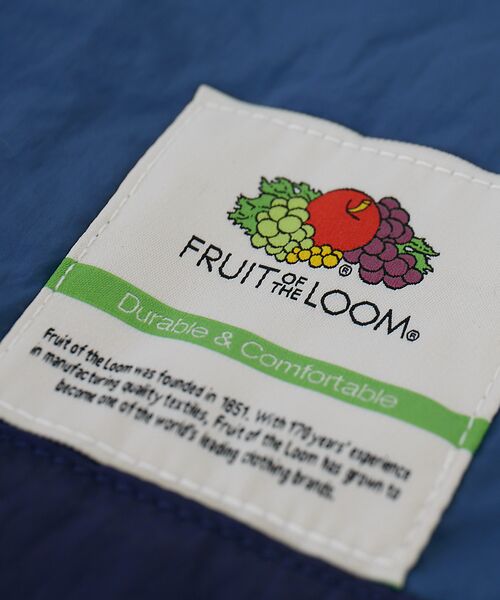 FRUIT OF THE LOOM®
Durable & Comfortable
Fruit of the Loom was founded in 1851. With 170 years' experience
in manufacturing quality textiles, Fruit of the Loom has grown to
become one of the world's leading clothing brands.